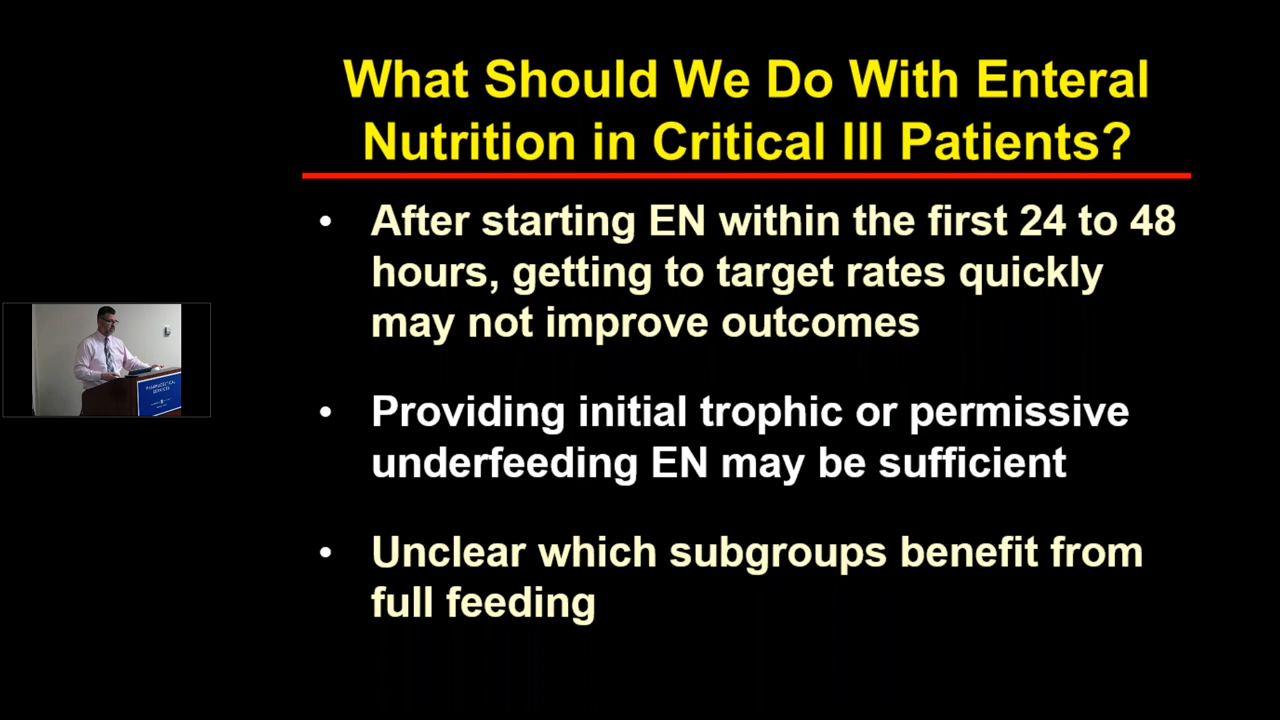 What Should We Do With Enteral
Nutrition in Critical Ill Patients?
• After starting EN within the first 24 to 48
hours, getting to target rates quickly
may not improve outcomes
• Providing initial trophic or permissive
underfeeding EN may be sufficient
• Unclear which subgroups benefit from
full feeding
PHARMACEUTICAL
SERVICES